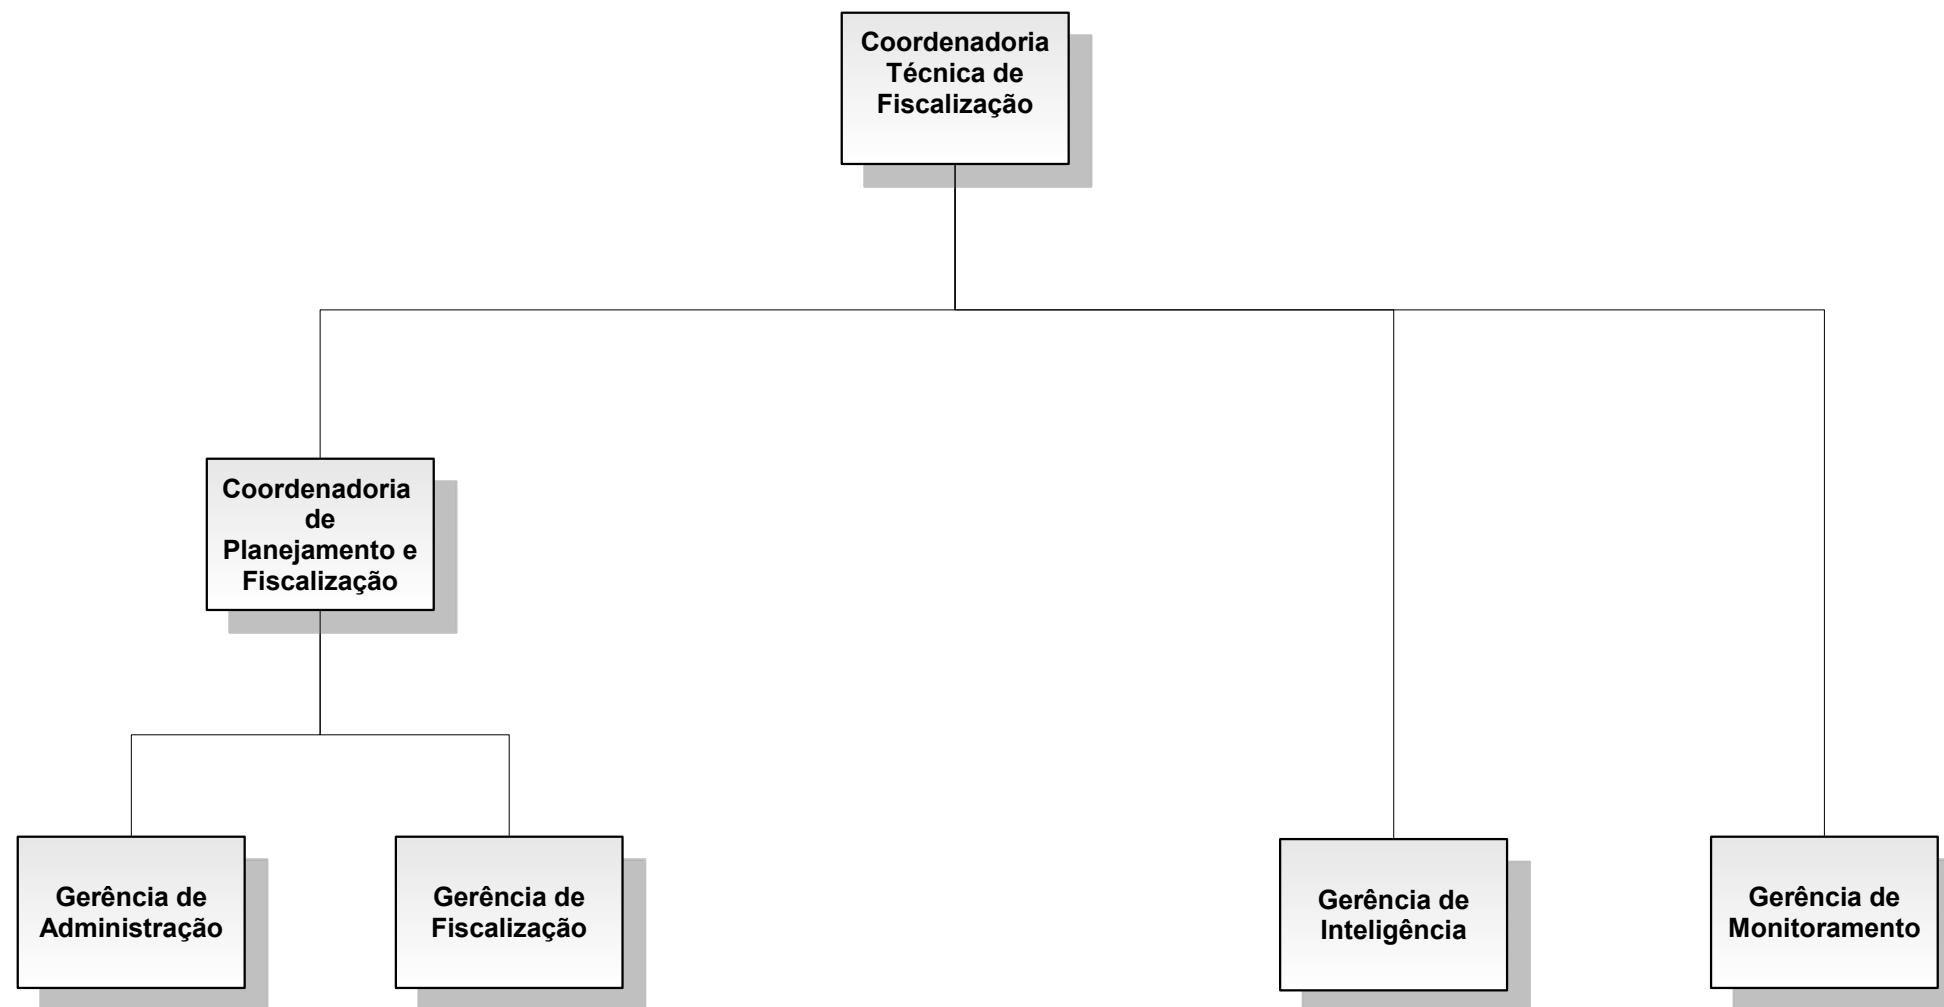 Coordenadoria
Técnica de
Fiscalização
Coordenadoria
de
Planejamento e
Fiscalização
Gerência de
Administração
Gerência de
Fiscalização
Gerência de
Inteligência
Gerência de
Monitoramento